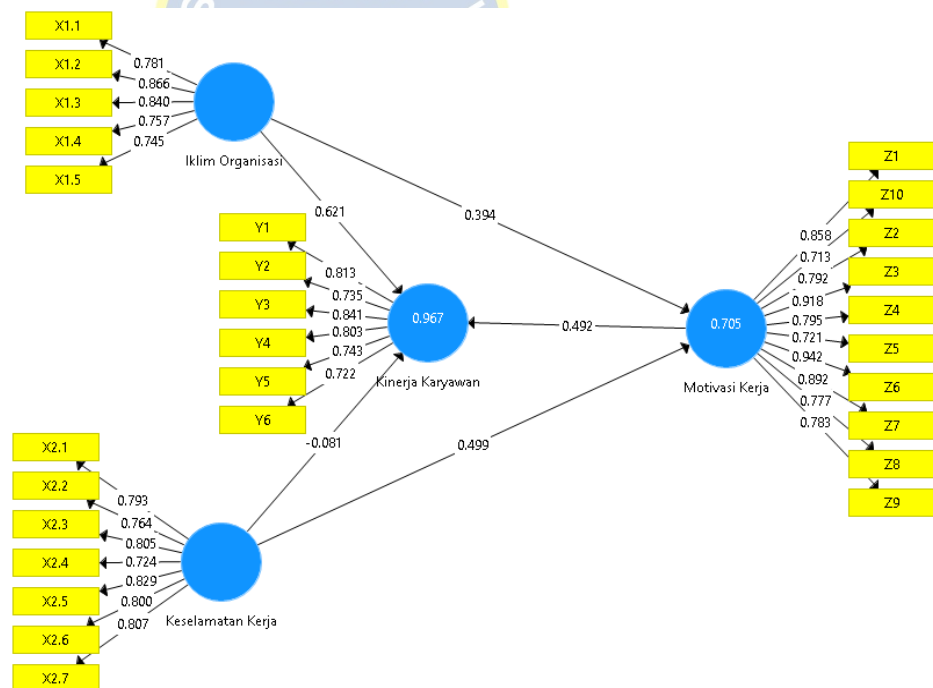 X1.1
X1.2
X1.3
X1.4
X1.5
0.781
0.866
0.840
0.757
0.745
Iklim Organisasi
0.621
0.394
Y1
Y2
Y3
Y4
Y5
Y6
0.813
0.735
0.841
0.803
0.743
0.722
0.967
Kinerja Karyawan
0.492
0.705
Motivasi Kerja
Z1
Z10
Z2
Z3
Z4
Z5
Z6
Z7
Z8
Z9
0.858
0.713
0.792
0.918
0.795
0.721
0.942
0.892
0.777
0.783
-0.081
0.499
X2.1
X2.2
X2.3
X2.4
X2.5
X2.6
X2.7
0.793
0.764
0.805
0.724
0.829
0.800
0.807
Keselamatan Kerja